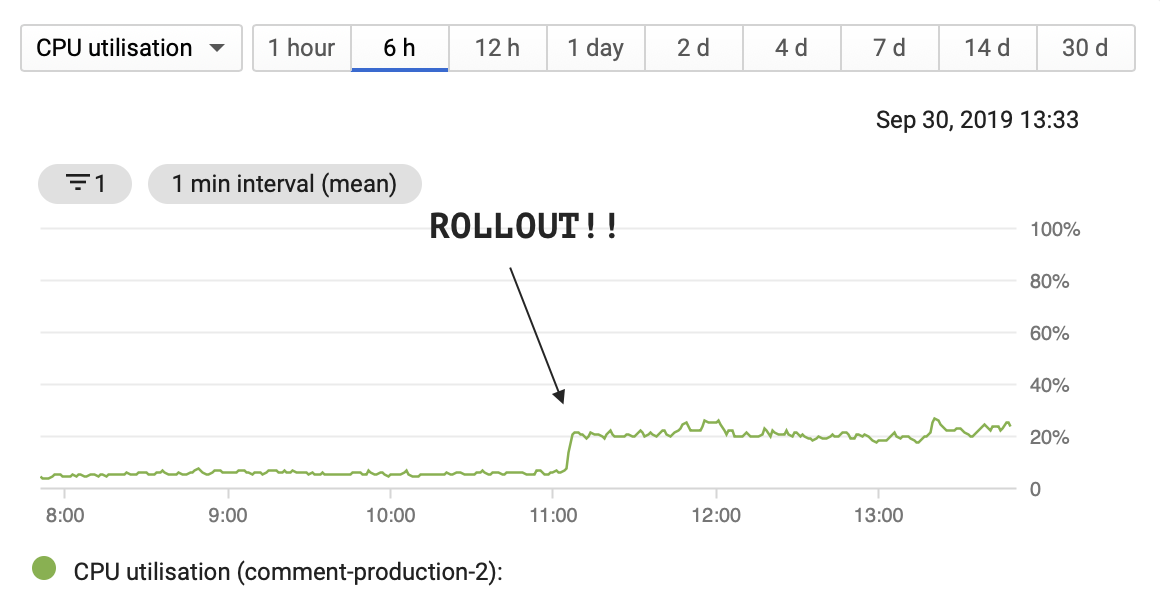 CPU utilisation
1 hour
6 h
12 h
1 day
2 d
4 d
7 d
14 d
30 d
Sep 30, 2019 13:33
1
1 min interval (mean)
ROLLOUT!!
100%
80%
60%
40%
20%
0
8:00
9:00
10:00
11:00
12:00
13:00
CPU utilisation (comment-production-2):